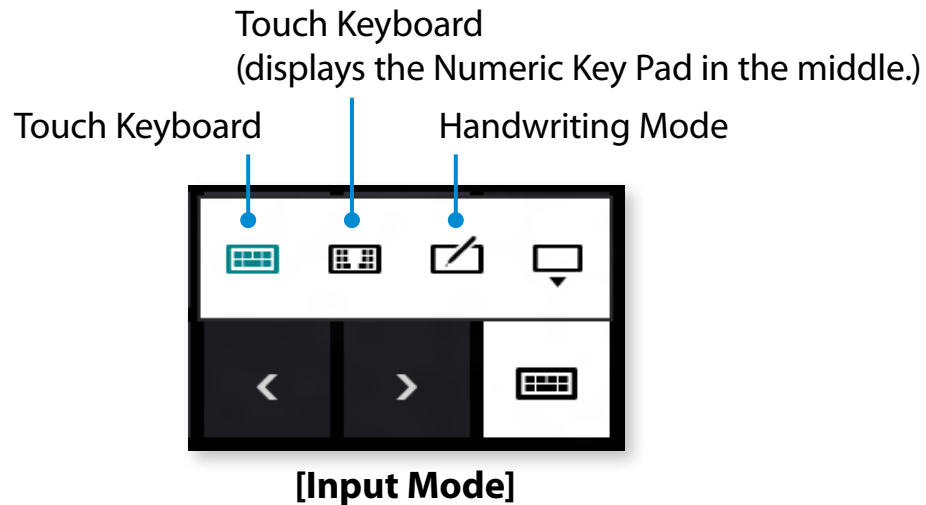 Touch Keyboard
(displays the Numeric Key Pad in the middle.)
Touch Keyboard
Handwriting Mode
[Input Mode]